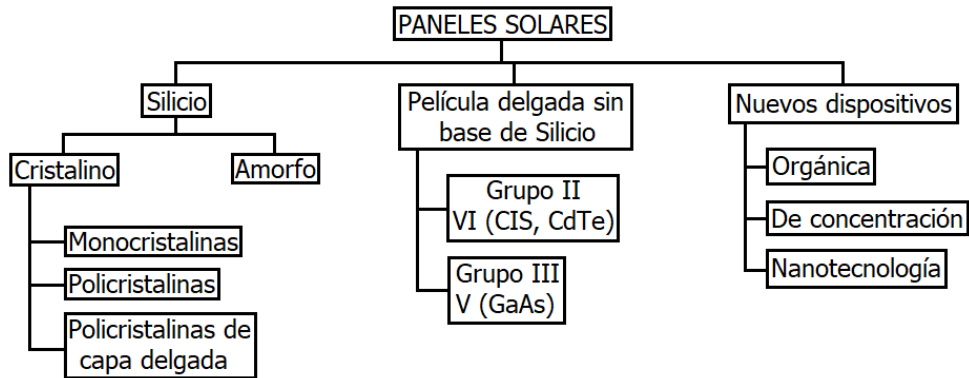 PANELES SOLARES
Silicio
Cristalino
Amorfo
Monocristalinas
Policristalinas
Policristalinas de
capa delgada
Película delgada sin
base de Silicio
Grupo II
VI (CIS, CdTe)
Grupo III
V (GaAs)
Nuevos dispositivos
Orgánica
De concentración
Nanotecnología